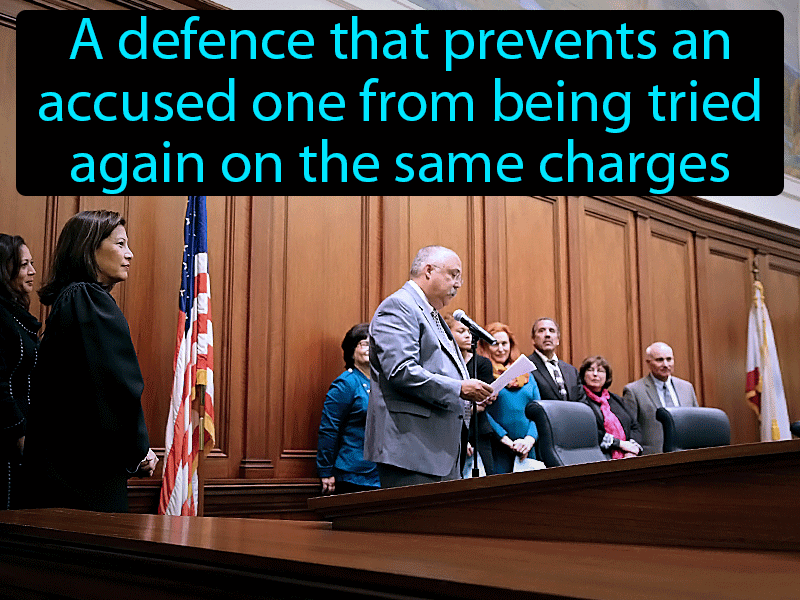 A defence that prevents an
accused one from being tried
again on the same charges